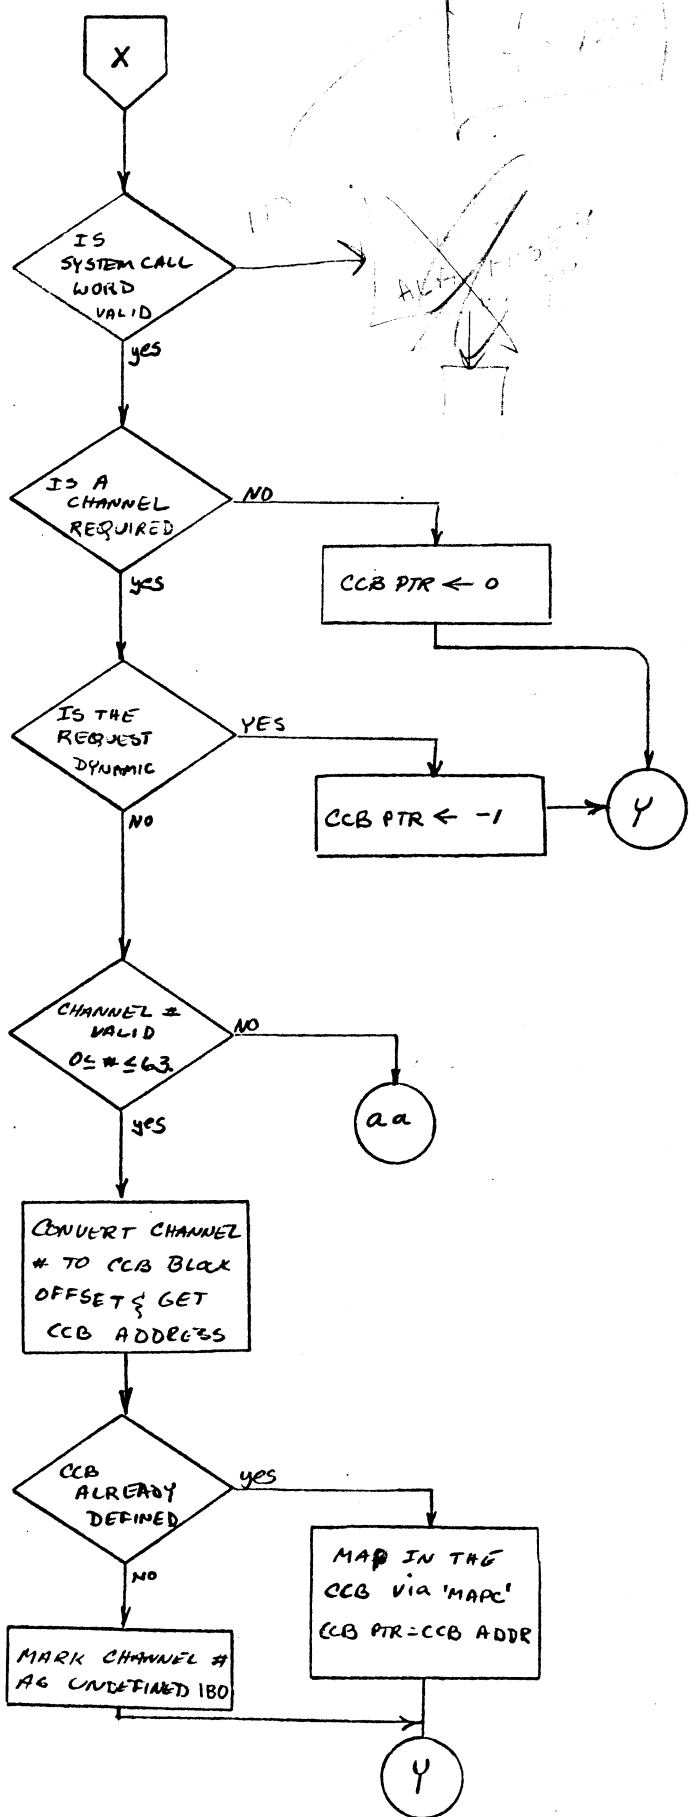 X
IS
SYSTEM CALL
WORD
VALID
yes
IS A
CHANNEL
REQUIRED
NO
yes
CCB PTR ← 0
IS THE
REQUEST
DYNAMIC
YES
NO
CCB PTR ← -1
Y
CHANNEL #
VALID
0≤ # ≤63.
NO
yes
aa
CONVERT CHANNEL
# TO CCB BLOCK
OFFSET & GET
CCB ADDRESS
CCB
ALREADY
DEFINED
yes
NO
MAP IN THE
CCB via 'MAPC'
CCB PTR=CCB ADDR
MARK CHANNEL #
AS UNDEFINED 180
Y